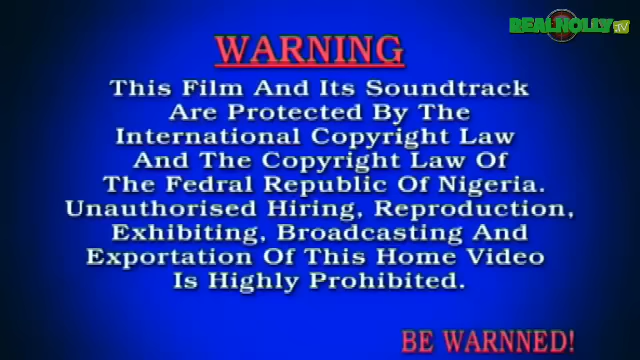 REALNOLLY.TV
WARNING
This Film And Its Soundtrack
Are Protected By The
International Copyright Law
And The Copyright Law Of
The Fedral Republic Of Nigeria.
Unauthorised Hiring, Reproduction,
Exhibiting, Broadcasting And
Exportation Of This Home Video
Is Highly Prohibited.
BE WARNNED!